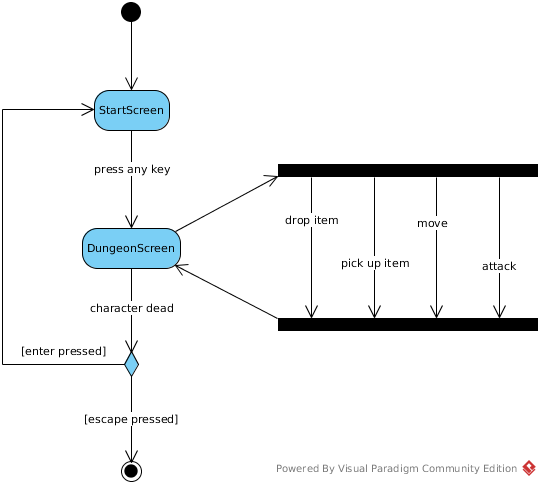 StartScreen
press any key
DungeonScreen
drop item
move
pick up item
attack
character dead
[enter pressed]
[escape pressed]
Powered By Visual Paradigm Community Edition